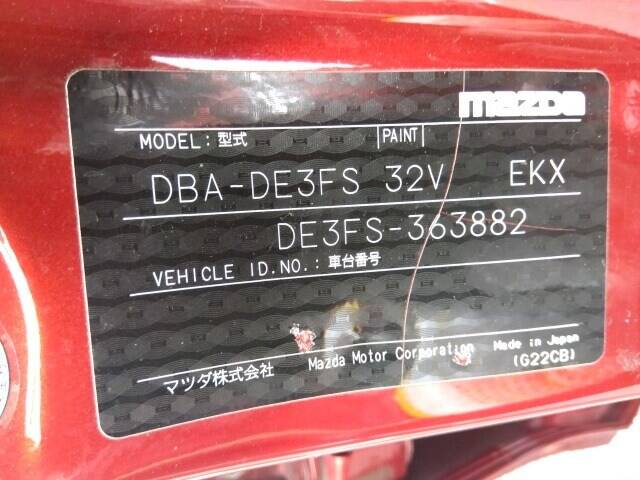 mazda
MODEL: 型式 PAINT
DBA-DE3FS 32V EKX
DE3FS-363882
VEHICLE ID.NO.: 車台番号
マツダ株式会社 Mazda Motor Corporation Made in Japan
(G22CB)